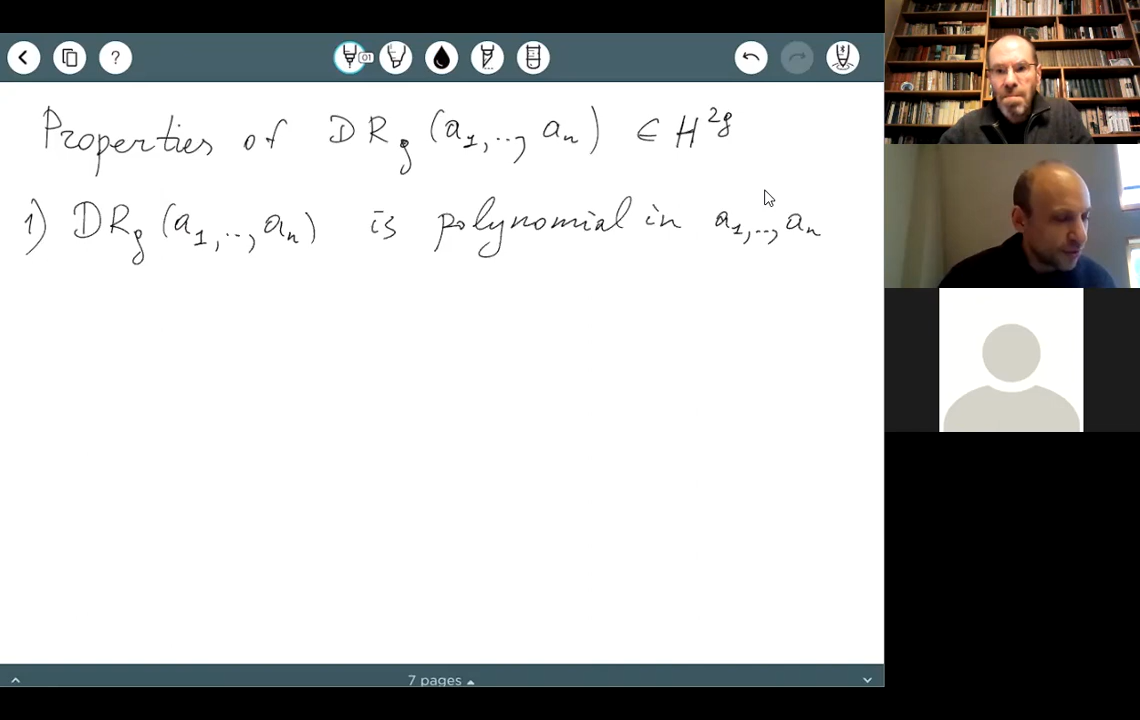 Properties of DR_g (a_1,..., a_n) ∈ H^{2g}
1) DR_g (a_1,..., a_n) is polynomial in a_1,..., a_n
7 pages